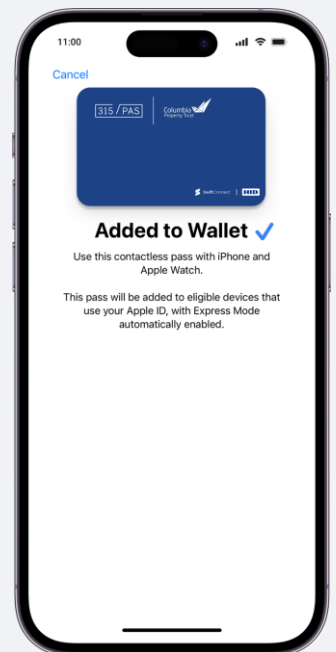 11:00
Cancel
315 / PAS
Columbia
Property Trust
SwiftConnect | HID
Added to Wallet
Use this contactless pass with iPhone and
Apple Watch.
This pass will be added to eligible devices that
use your Apple ID, with Express Mode
automatically enabled.